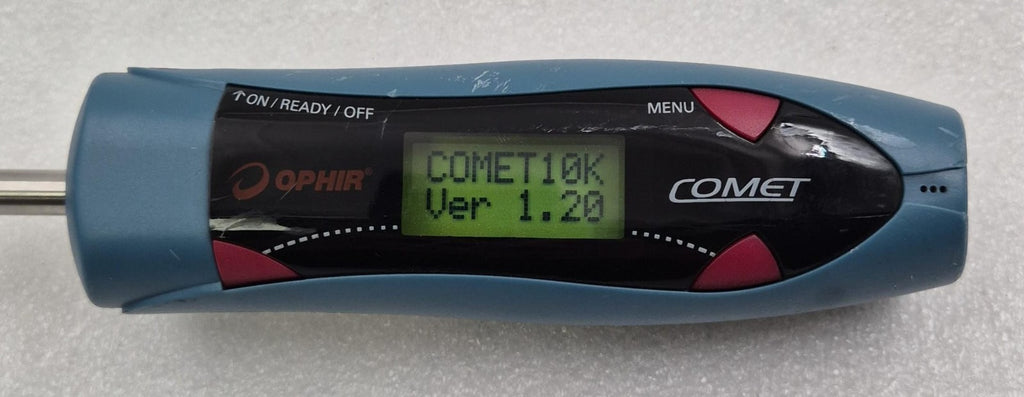 ↑ON / READY / OFF
MENU
OPHIR®
COMET10K
Ver 1.20
COMET